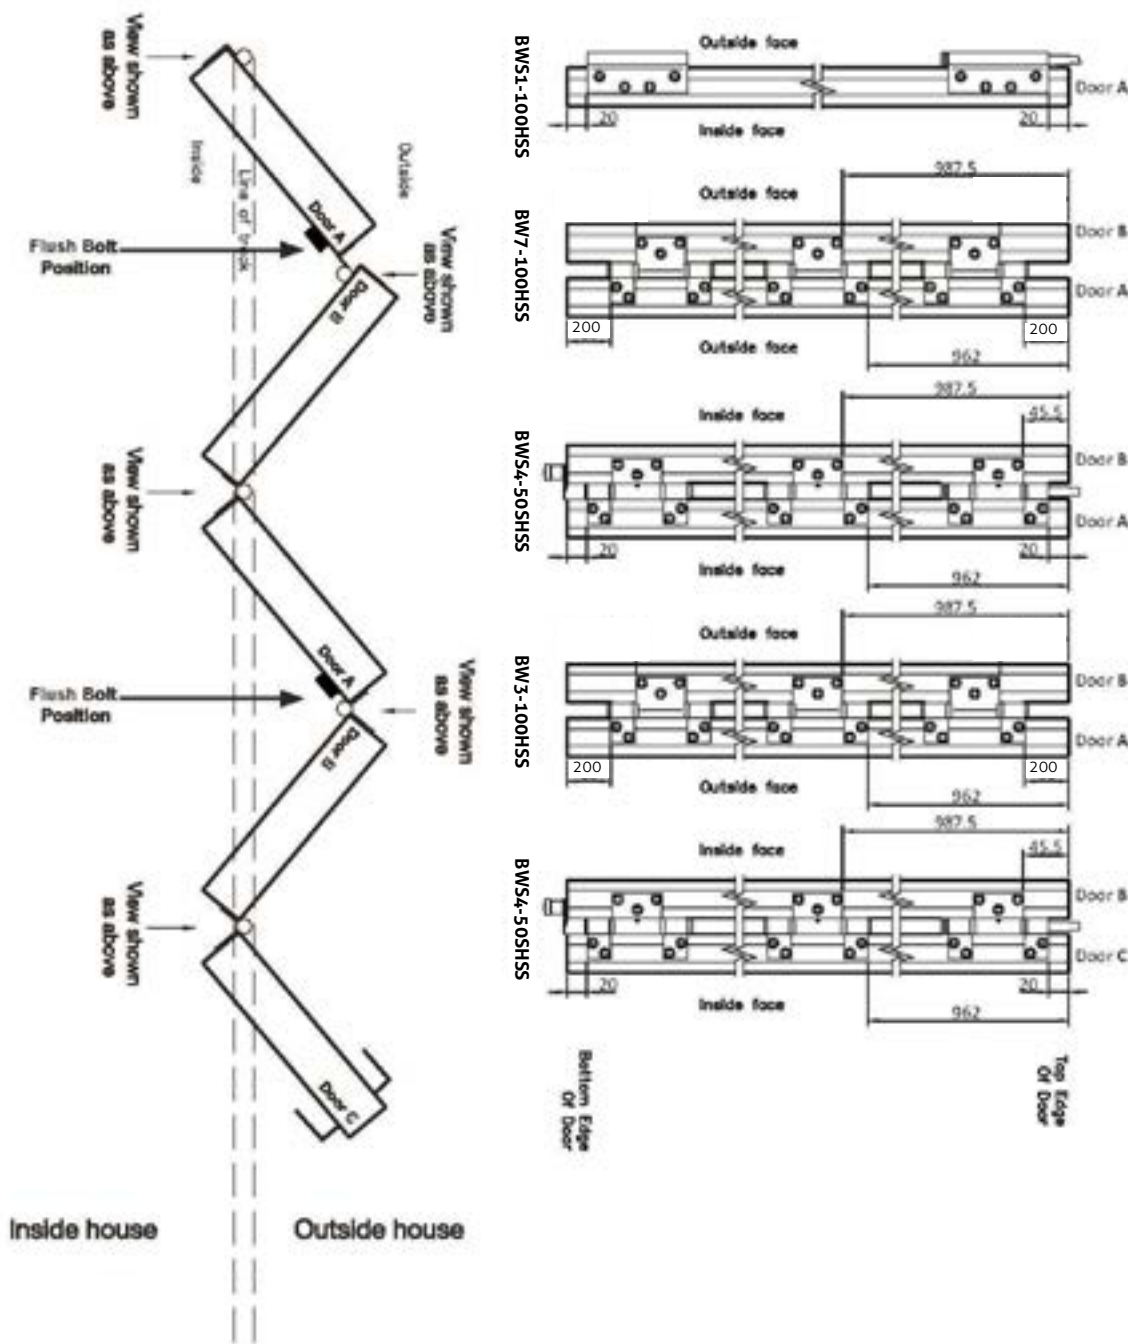 View shown
as above
Inside
Line of track
Outside
Door A
Flush Bolt
Position
View shown
as above
Door B
View shown
as above
Door A
Flush Bolt
Position
View shown
as above
Door B
View shown
as above
Door C
Inside house
Outside house
BWS1-100HSS
Outside face
Door A
20
20
Inside face
BW7-100HSS
987.5
Outside face
Door B
Door A
200
200
Outside face
962
BWS4-50SHSS
987.5
Inside face
45.5
Door B
Door A
20
20
Inside face
962
BW3-100HSS
987.5
Outside face
Door B
Door A
200
200
Outside face
962
BWS4-50SHSS
987.5
Inside face
45.5
Door B
Door C
20
20
Inside face
962
Bottom Edge
Of Door
Top Edge
Of Door